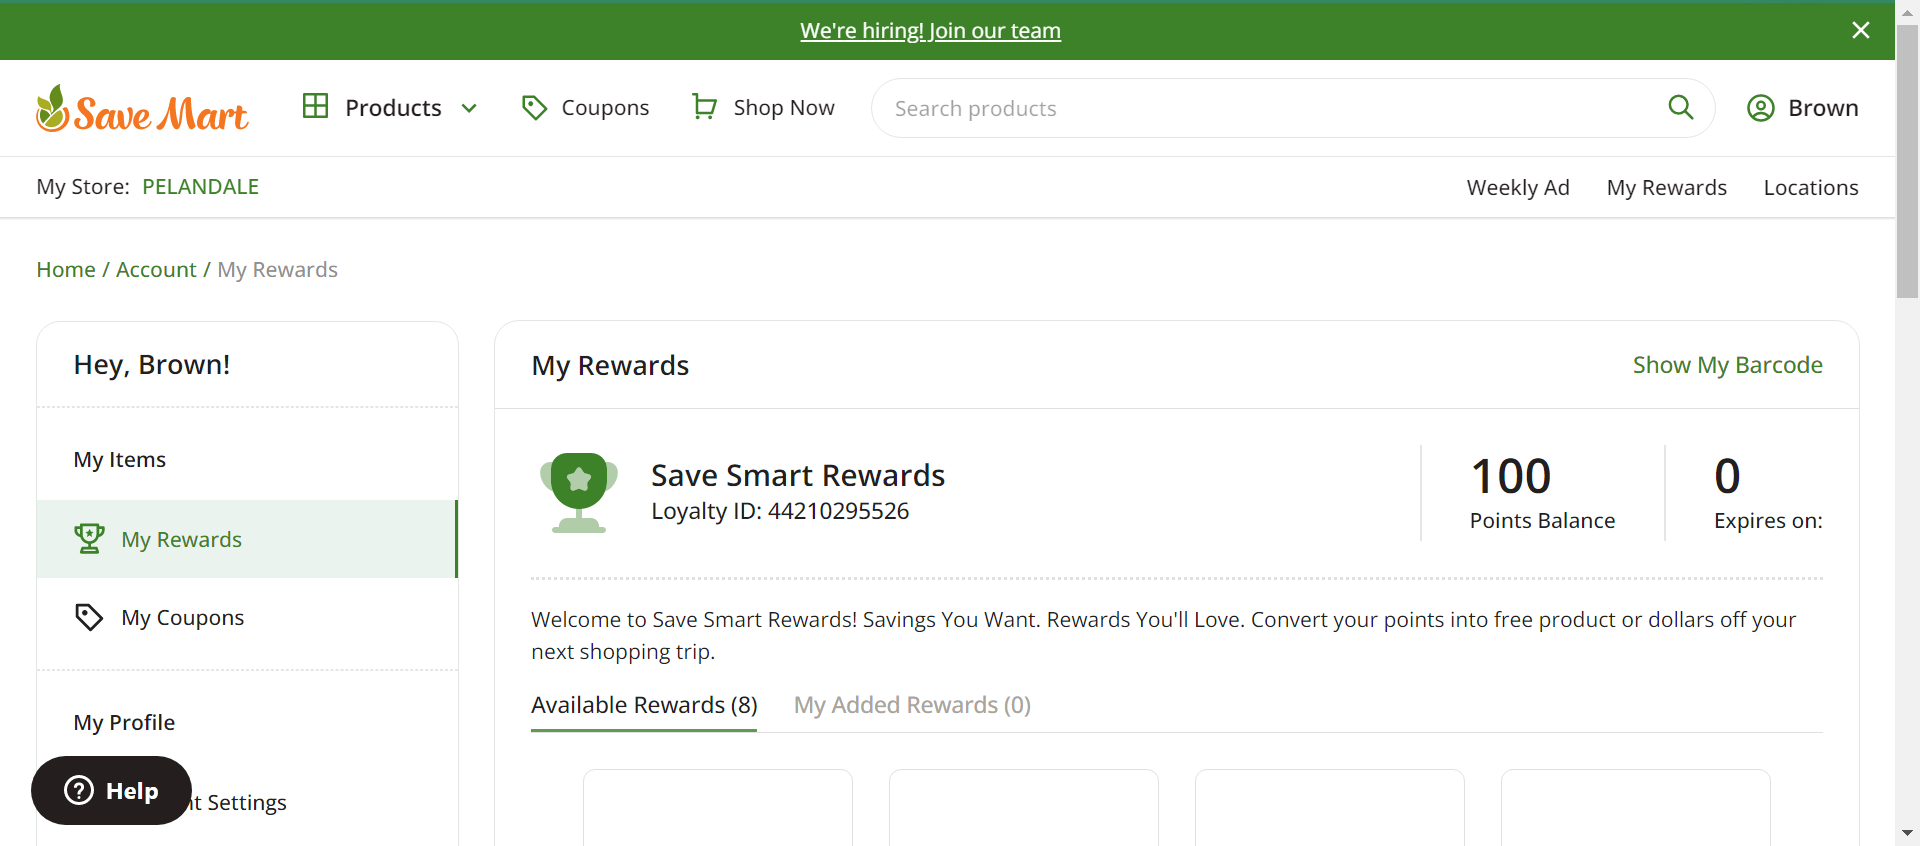 We're hiring! Join our team
Save Mart
Products
Coupons
Shop Now
Search products
Brown
My Store: PELANDALE
Weekly Ad
My Rewards
Locations
Home / Account / My Rewards
Hey, Brown!
My Items
My Rewards
My Coupons
My Profile
nt Settings
Help
My Rewards
Show My Barcode
Save Smart Rewards
Loyalty ID: 44210295526
100
Points Balance
0
Expires on:
Welcome to Save Smart Rewards! Savings You Want. Rewards You'll Love. Convert your points into free product or dollars off your
next shopping trip.
Available Rewards (8)
My Added Rewards (0)